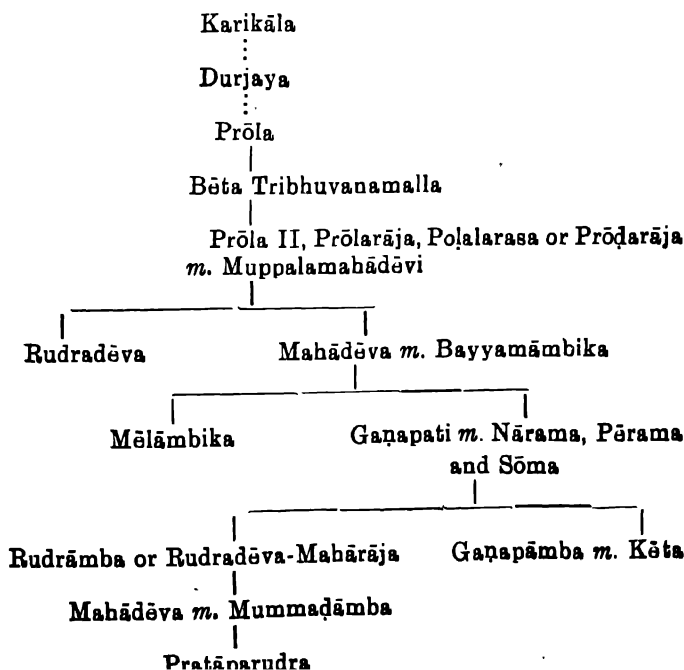 Karikāla
Durjaya
Prōla
Bēta Tribhuvanamalla
Prōla II, Prōlarāja, Poḷalarasa or Prōḍarāja
m. Muppalamahādēvi
Rudradēva Mahādēva m. Bayyamāmbika
Mēlāmbika Gaṇapati m. Nārama, Pērama
and Sōma
Rudrāmba or Rudradēva-Mahārāja Gaṇapāmba m. Kēta
Mahādēva m. Mummaḍāmba
Pratāparudra